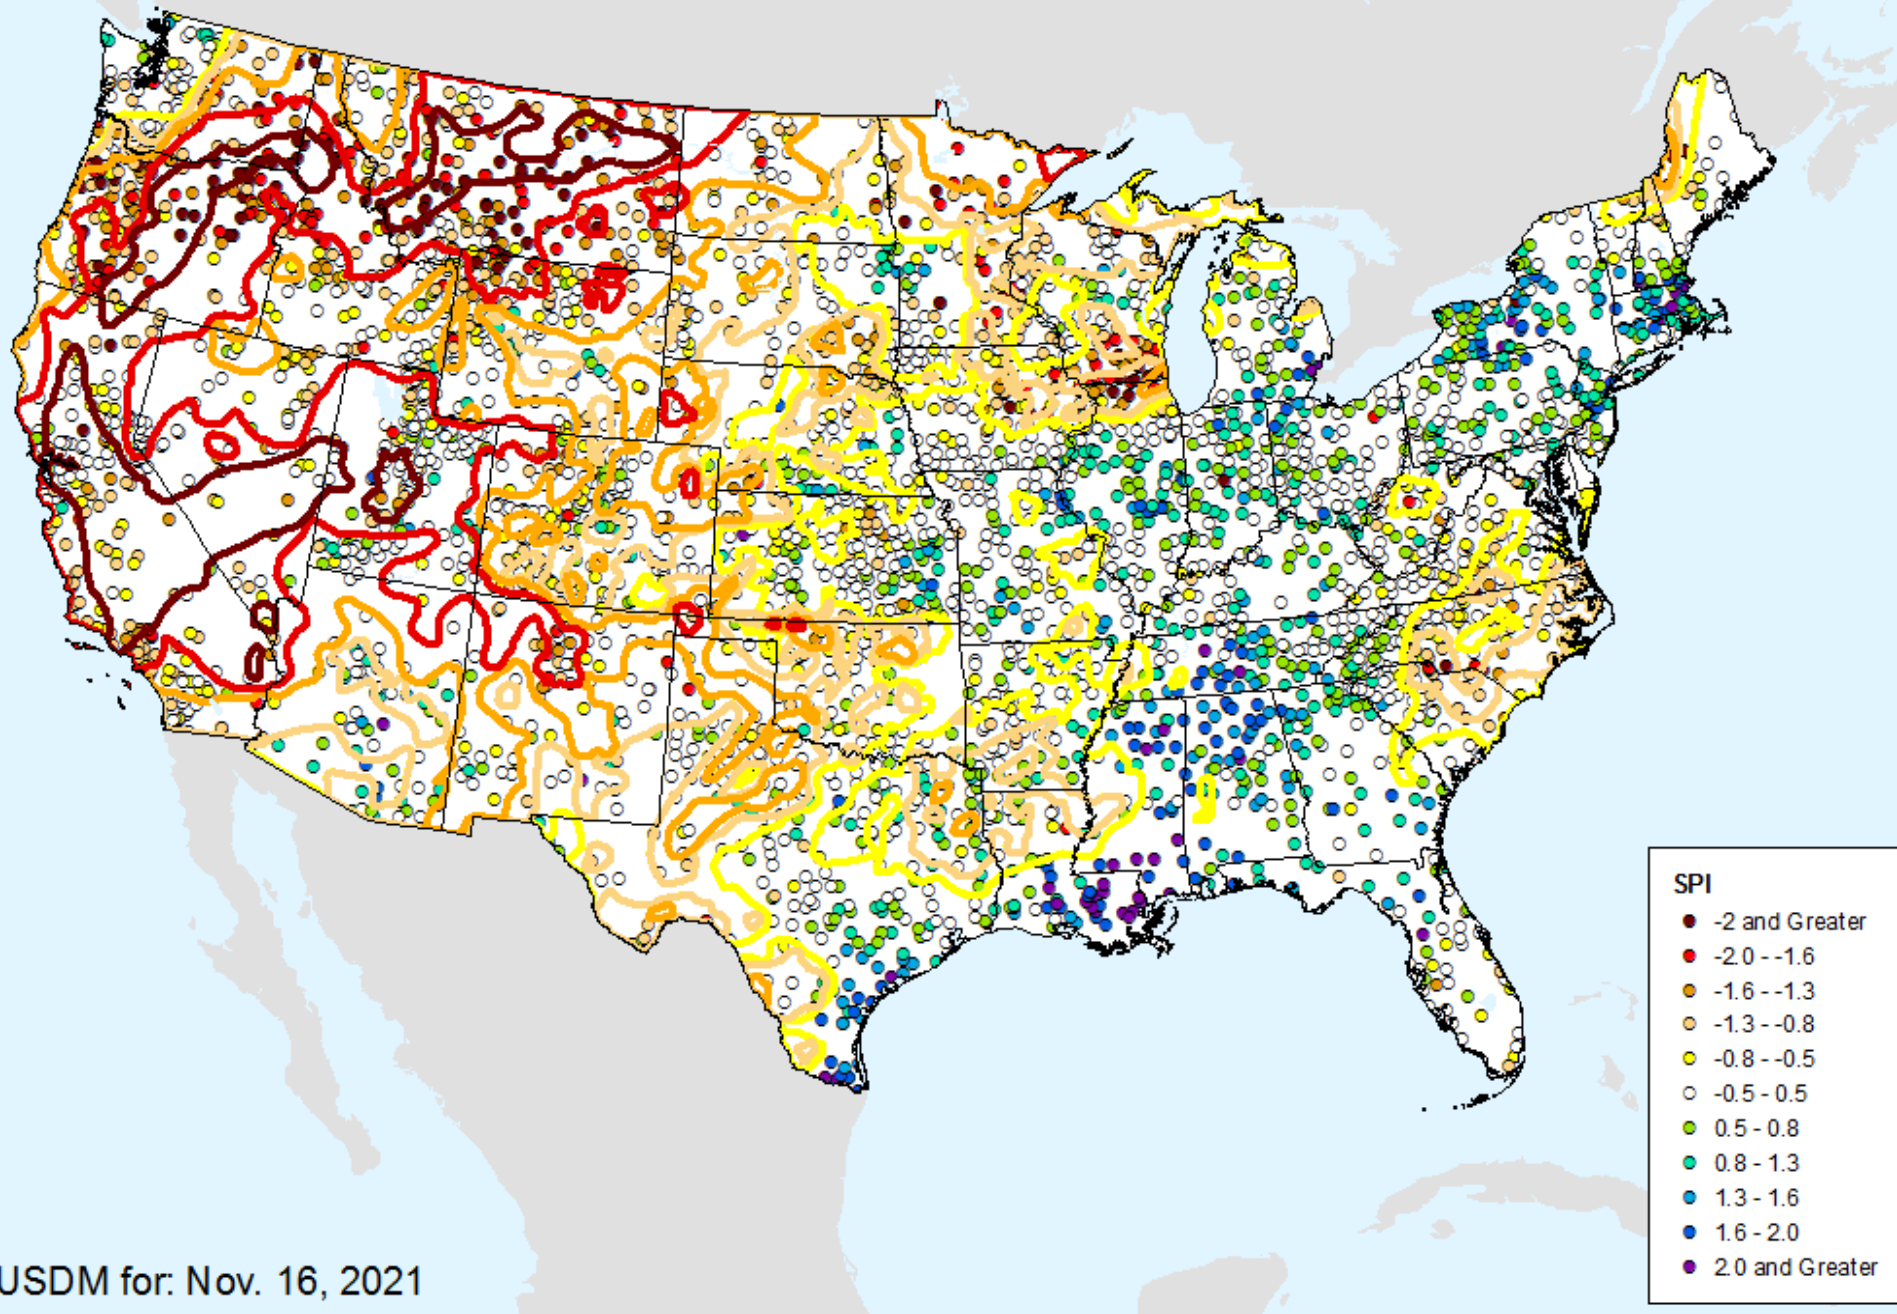 SPI
-2 and Greater
-2.0 - -1.6
-1.6 - -1.3
-1.3 - -0.8
-0.8 - -0.5
-0.5 - 0.5
0.5 - 0.8
0.8 - 1.3
1.3 - 1.6
1.6 - 2.0
2.0 and Greater
USDM for: Nov. 16, 2021